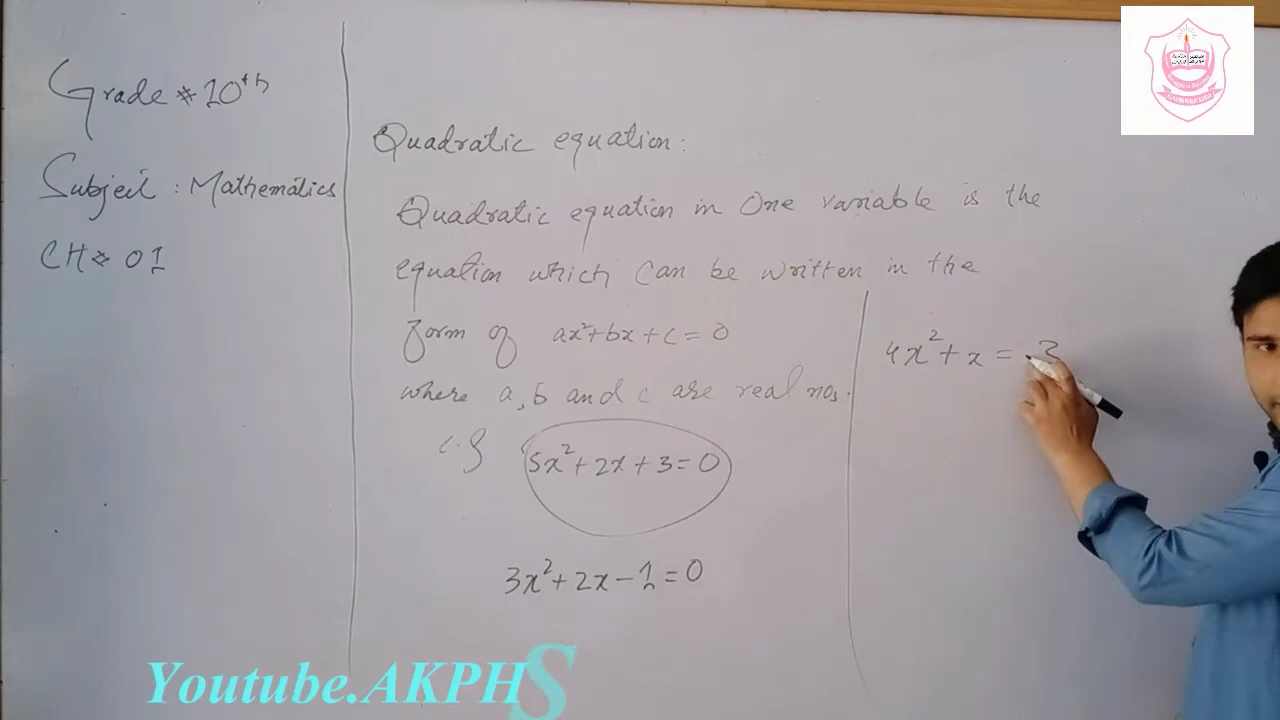 Grade # 10th
Subject : Mathematics
CH # 01
Quadratic equation:
Quadratic equation in One variable is the
equation which Can be written in the
form of ax²+bx+c=0
where a, b and c are real nos.
e.g 5x²+2x+3=0
3x²+2x-1=0
4x²+x= 3
Youtube.AKPHS